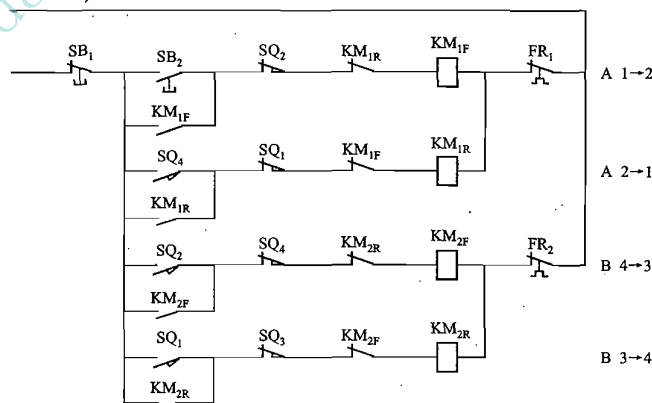 SB₁ SB₂ SQ₂ KM₁R KM₁F FR₁ A 1→2
KM₁F
SQ₄ SQ₁ KM₁F KM₁R A 2→1
KM₁R
SQ₂ SQ₄ KM₂R KM₂F FR₂ B 4→3
KM₂F
SQ₁ SQ₃ KM₂F KM₂R B 3→4
KM₂R